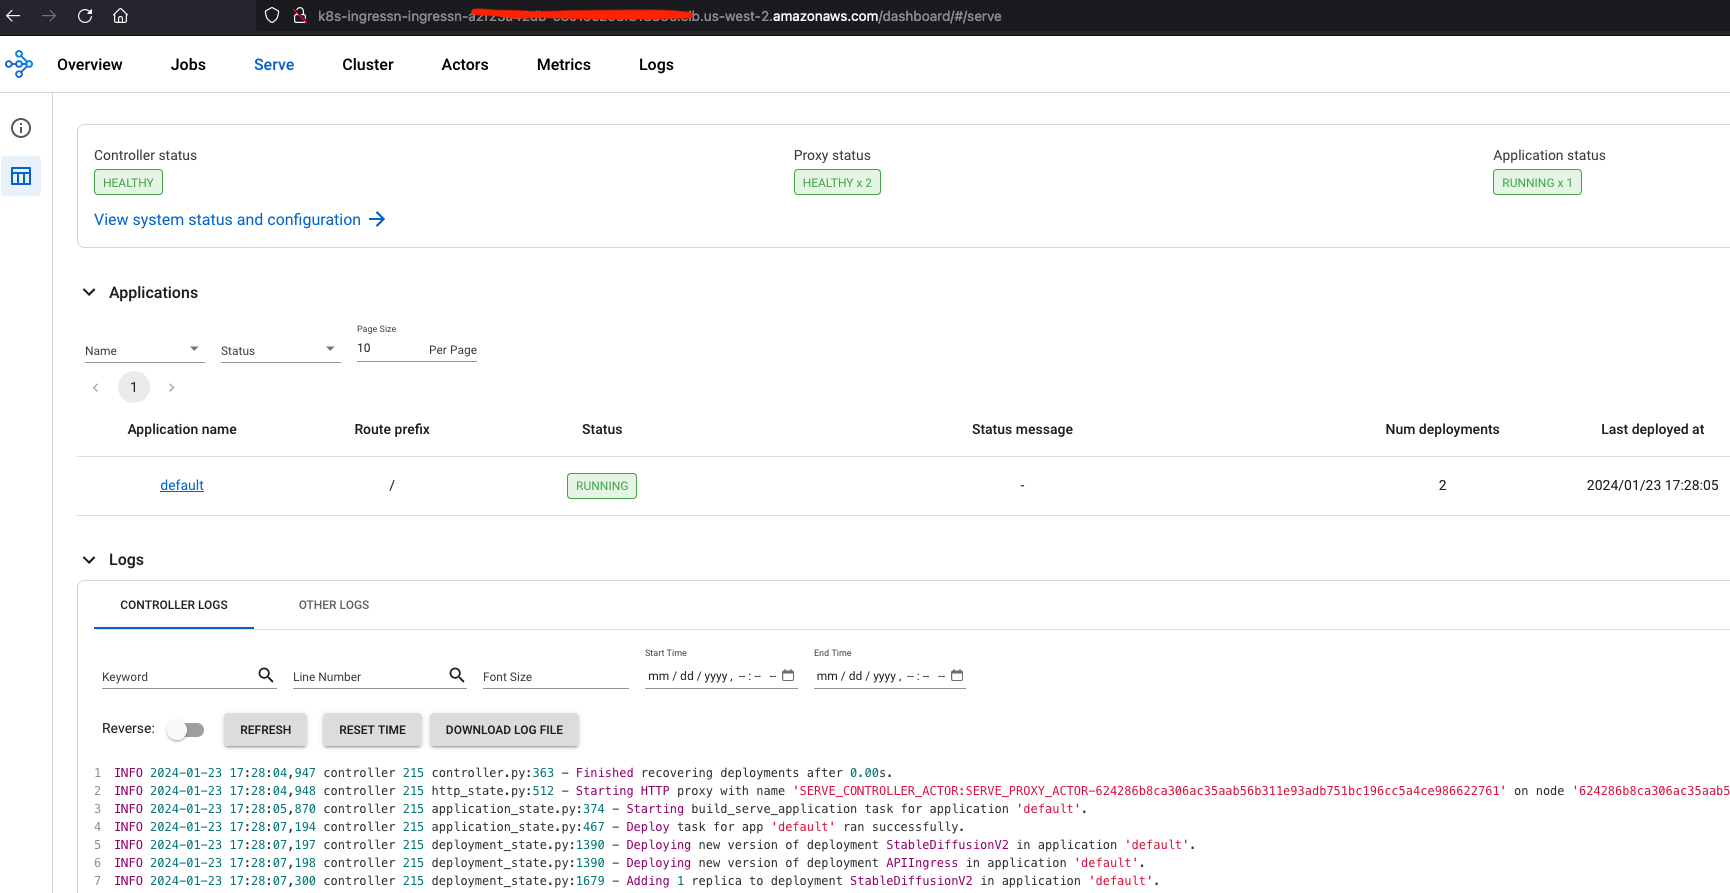 k8s-ingressn-ingressn- .us-west-2.amazonaws.com/dashboard/#/serve
Overview Jobs Serve Cluster Actors Metrics Logs
Controller status Proxy status Application status
HEALTHY HEALTHY x 2 RUNNING x 1
View system status and configuration
Applications
Page Size
Name Status 10 Per Page
1
Application name Route prefix Status Status message Num deployments Last deployed at
default / RUNNING - 2 2024/01/23 17:28:05
Logs
CONTROLLER LOGS OTHER LOGS
Start Time End Time
Keyword Line Number Font Size mm / dd / yyyy , -- : -- -- mm / dd / yyyy , -- : -- --
Reverse: REFRESH RESET TIME DOWNLOAD LOG FILE
1 INFO 2024-01-23 17:28:04,947 controller 215 controller.py:363 - Finished recovering deployments after 0.00s.
2 INFO 2024-01-23 17:28:04,948 controller 215 http_state.py:512 - Starting HTTP proxy with name 'SERVE_CONTROLLER_ACTOR:SERVE_PROXY_ACTOR-624286b8ca306ac35aab56b311e93adb751bc196cc5a4ce986622761' on node '624286b8ca306ac35aab5
3 INFO 2024-01-23 17:28:05,870 controller 215 application_state.py:374 - Starting build_serve_application task for application 'default'.
4 INFO 2024-01-23 17:28:07,194 controller 215 application_state.py:467 - Deploy task for app 'default' ran successfully.
5 INFO 2024-01-23 17:28:07,197 controller 215 deployment_state.py:1390 - Deploying new version of deployment StableDiffusionV2 in application 'default'.
6 INFO 2024-01-23 17:28:07,198 controller 215 deployment_state.py:1390 - Deploying new version of deployment APIIngress in application 'default'.
7 INFO 2024-01-23 17:28:07,300 controller 215 deployment_state.py:1679 - Adding 1 replica to deployment StableDiffusionV2 in application 'default'.